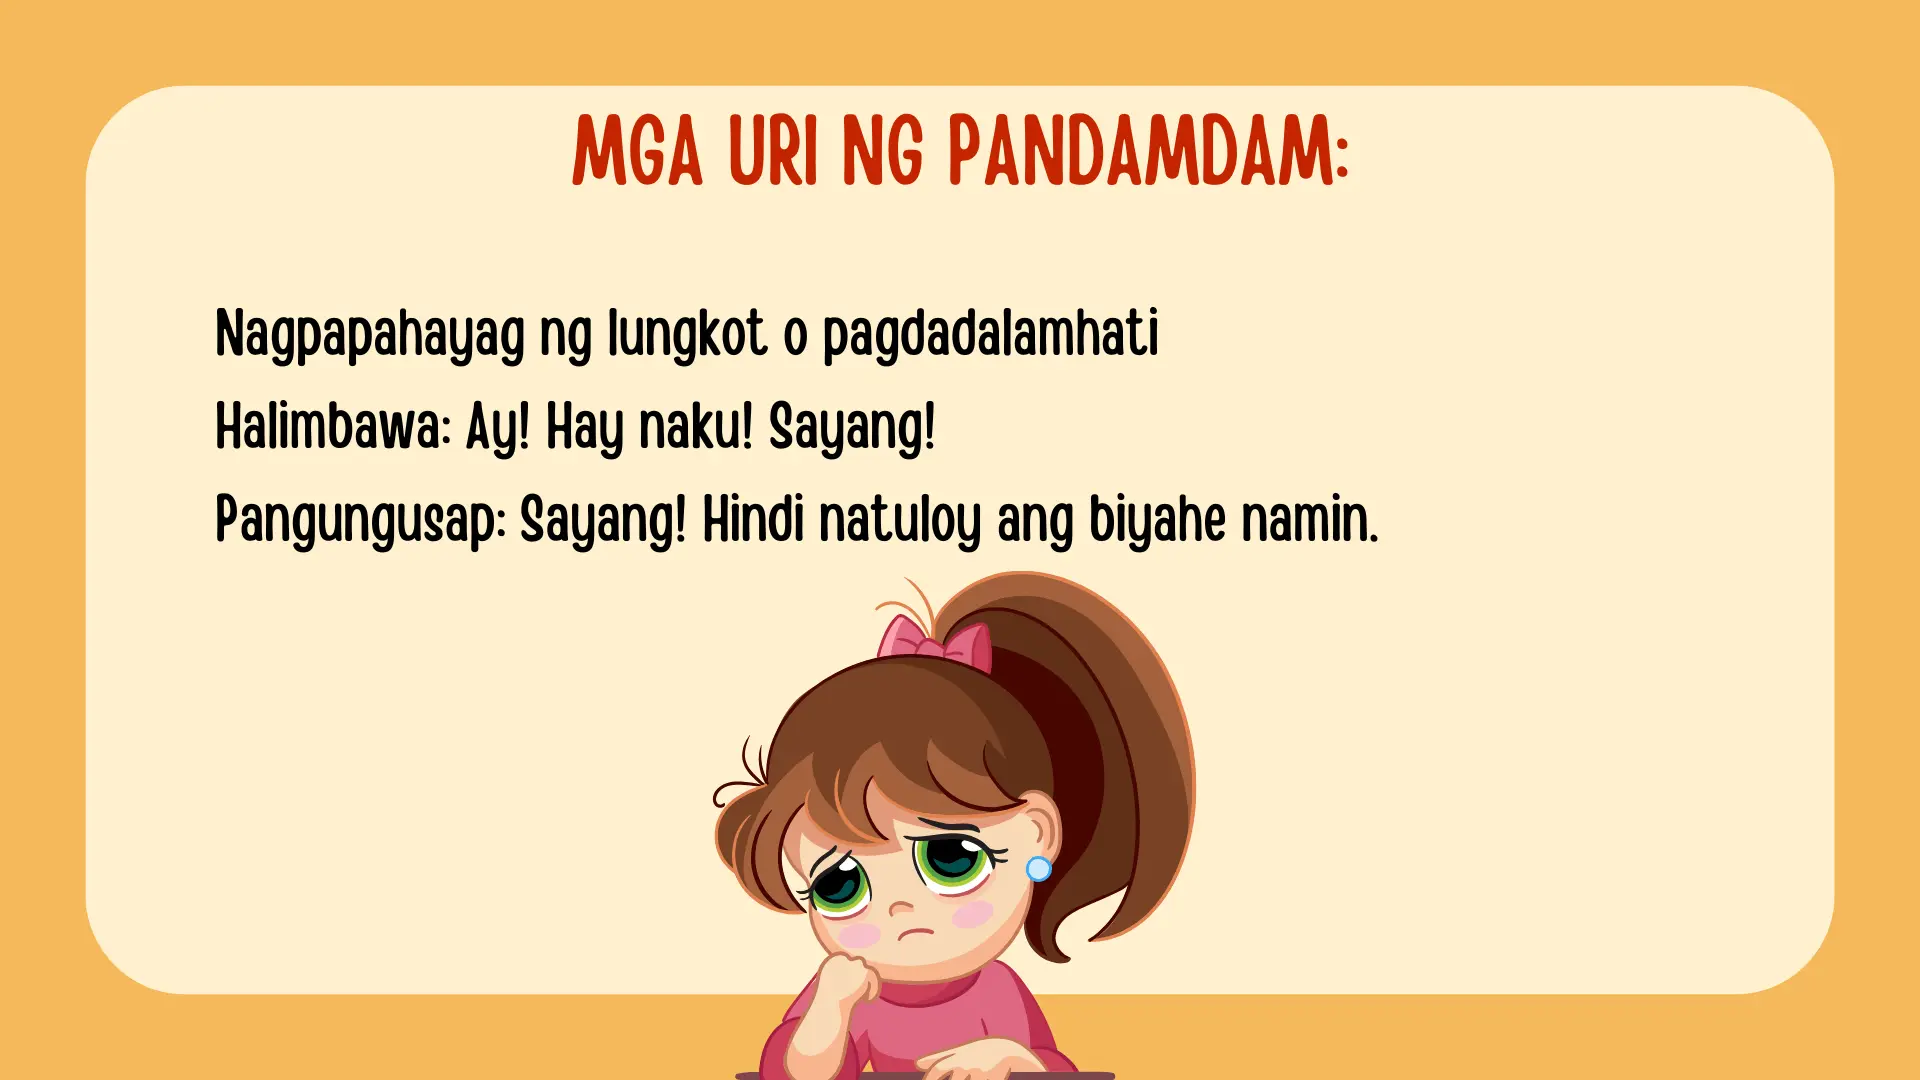 MGA URI NG PANDAMDAM:
Nagpapahayag ng lungkot o pagdadalamhati
Halimbawa: Ay! Hay naku! Sayang!
Pangungusap: Sayang! Hindi natuloy ang biyahe namin.